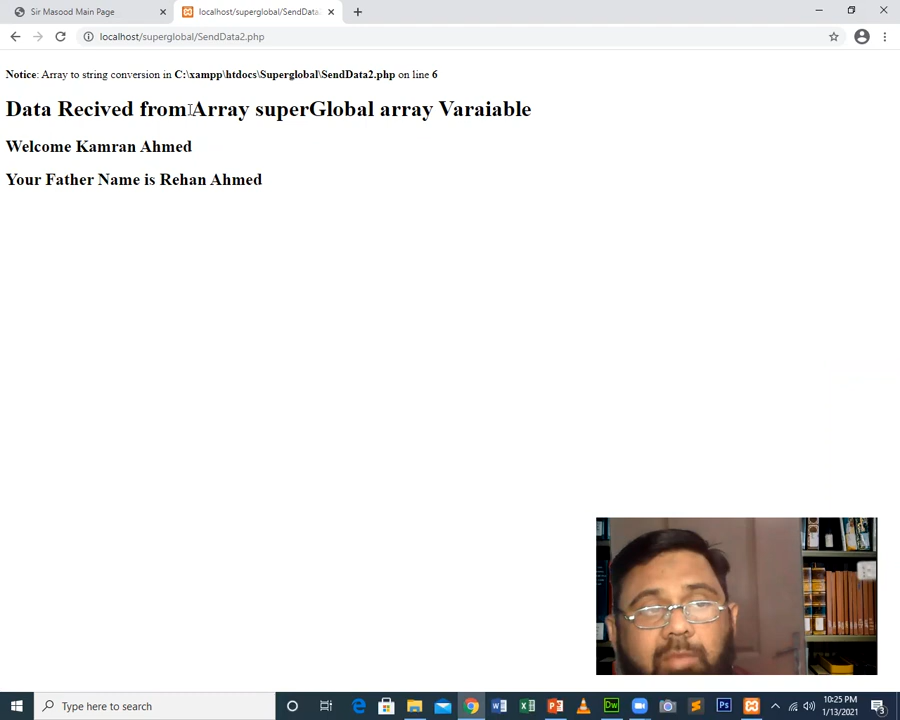 Sir Masood Main Page
localhost/superglobal/SendData.
localhost/superglobal/SendData2.php
Notice: Array to string conversion in C:\xampp\htdocs\Superglobal\SendData2.php on line 6
Data Recived from Array superGlobal array Varaiable
Welcome Kamran Ahmed
Your Father Name is Rehan Ahmed
Type here to search
10:25 PM
1/13/2021
3